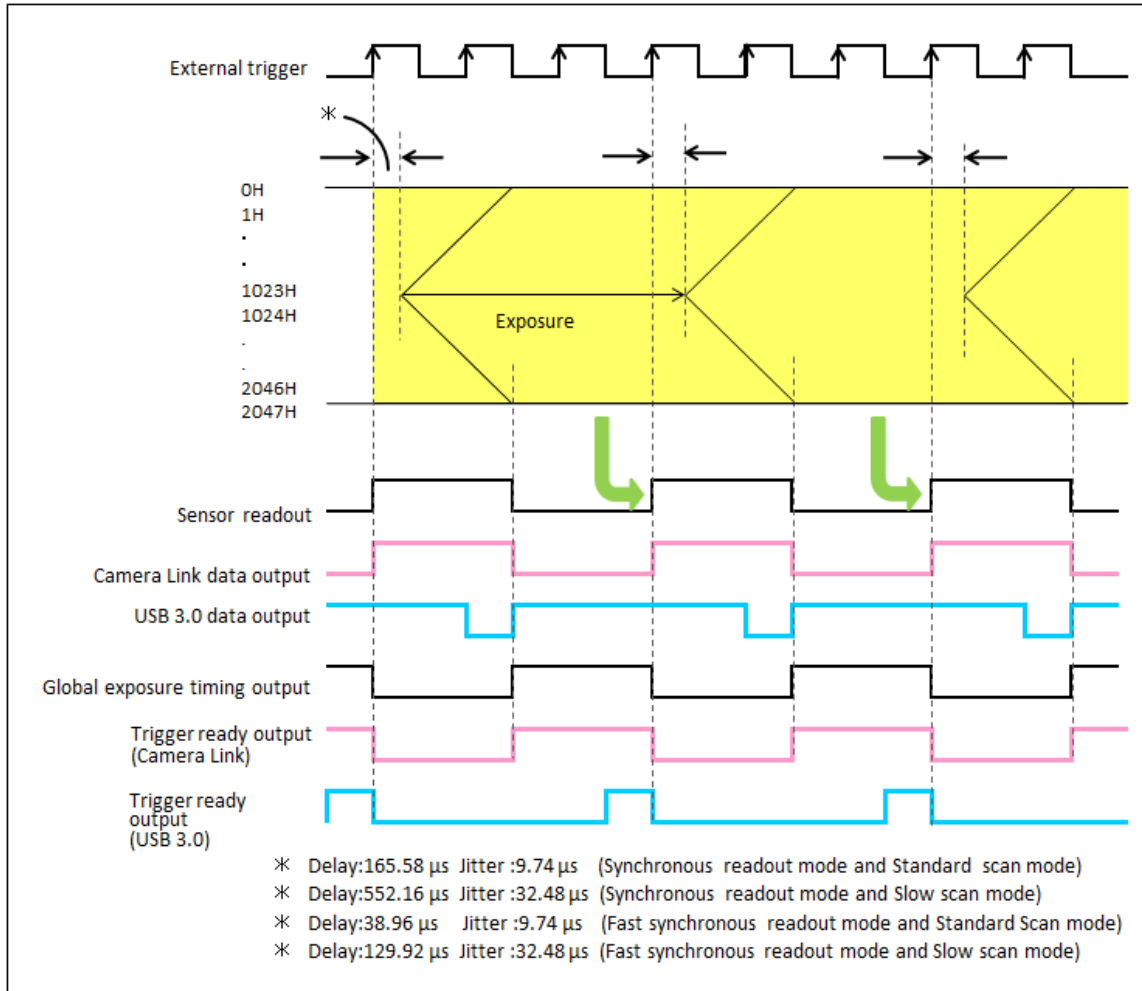 External trigger
0H
1H
.
.
1023H
1024H
.
.
2046H
2047H
Exposure
Sensor readout
Camera Link data output
USB 3.0 data output
Global exposure timing output
Trigger ready output
(Camera Link)
Trigger ready
output
(USB 3.0)
＊ Delay:165.58 µs Jitter :9.74 µs (Synchronous readout mode and Standard scan mode)
＊ Delay:552.16 µs Jitter :32.48 µs (Synchronous readout mode and Slow scan mode)
＊ Delay:38.96 µs Jitter :9.74 µs (Fast synchronous readout mode and Standard Scan mode)
＊ Delay:129.92 µs Jitter :32.48 µs (Fast synchronous readout mode and Slow scan mode)